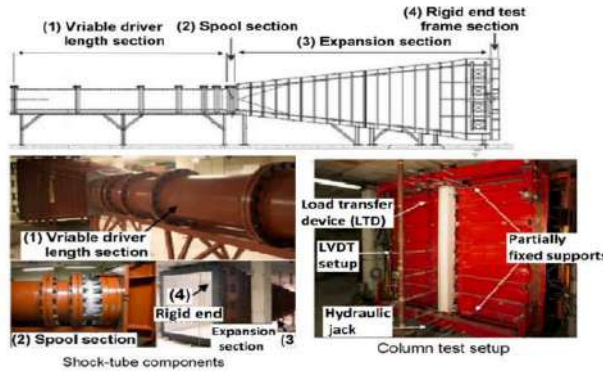 (1) Vriable driver
length section
(2) Spool section
(3) Expansion section
(4) Rigid end test
frame section
(1) Vriable driver
length section
(2) Spool section
(4)
Rigid end
Expansion
section
(3
Shock-tube components
Load transfer
device (LTD)
LVDT
setup
Hydraulic
jack
Partially
fixed supports
Column test setup